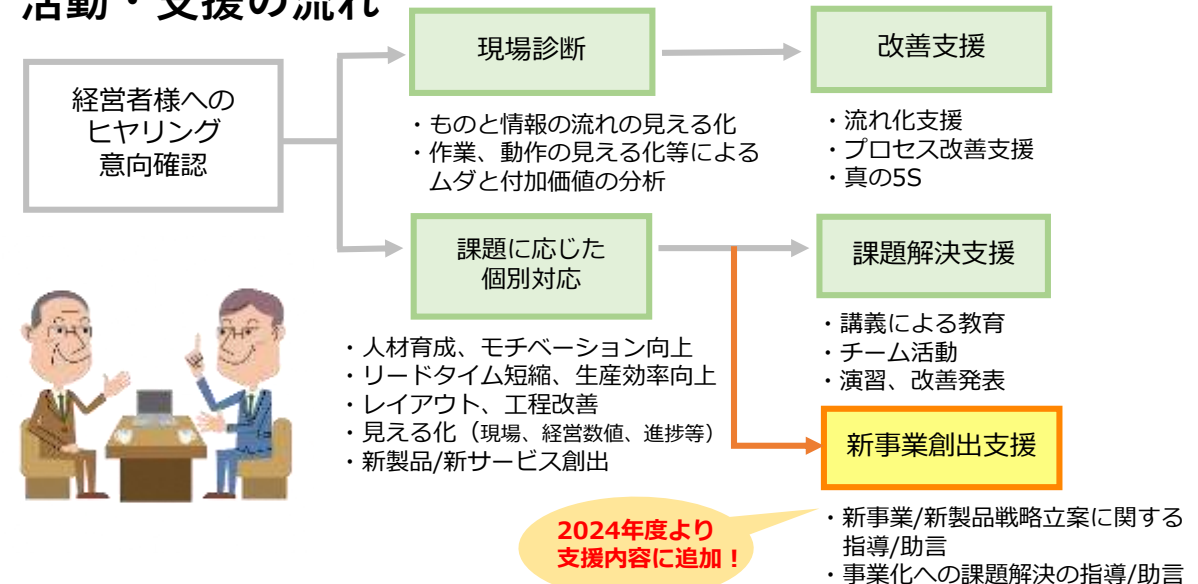 活動・支援の流れ
経営者様への
ヒヤリング
意向確認
現場診断
・ものと情報の流れの見える化
・作業、動作の見える化等による
ムダと付加価値の分析
改善支援
・流れ化支援
・プロセス改善支援
・真の5S
課題に応じた
個別対応
・人材育成、モチベーション向上
・リードタイム短縮、生産効率向上
・レイアウト、工程改善
・見える化（現場、経営数値、進捗等）
・新製品/新サービス創出
課題解決支援
・講義による教育
・チーム活動
・演習、改善発表
新事業創出支援
2024年度より
支援内容に追加！
・新事業/新製品戦略立案に関する
指導/助言
・事業化への課題解決の指導/助言